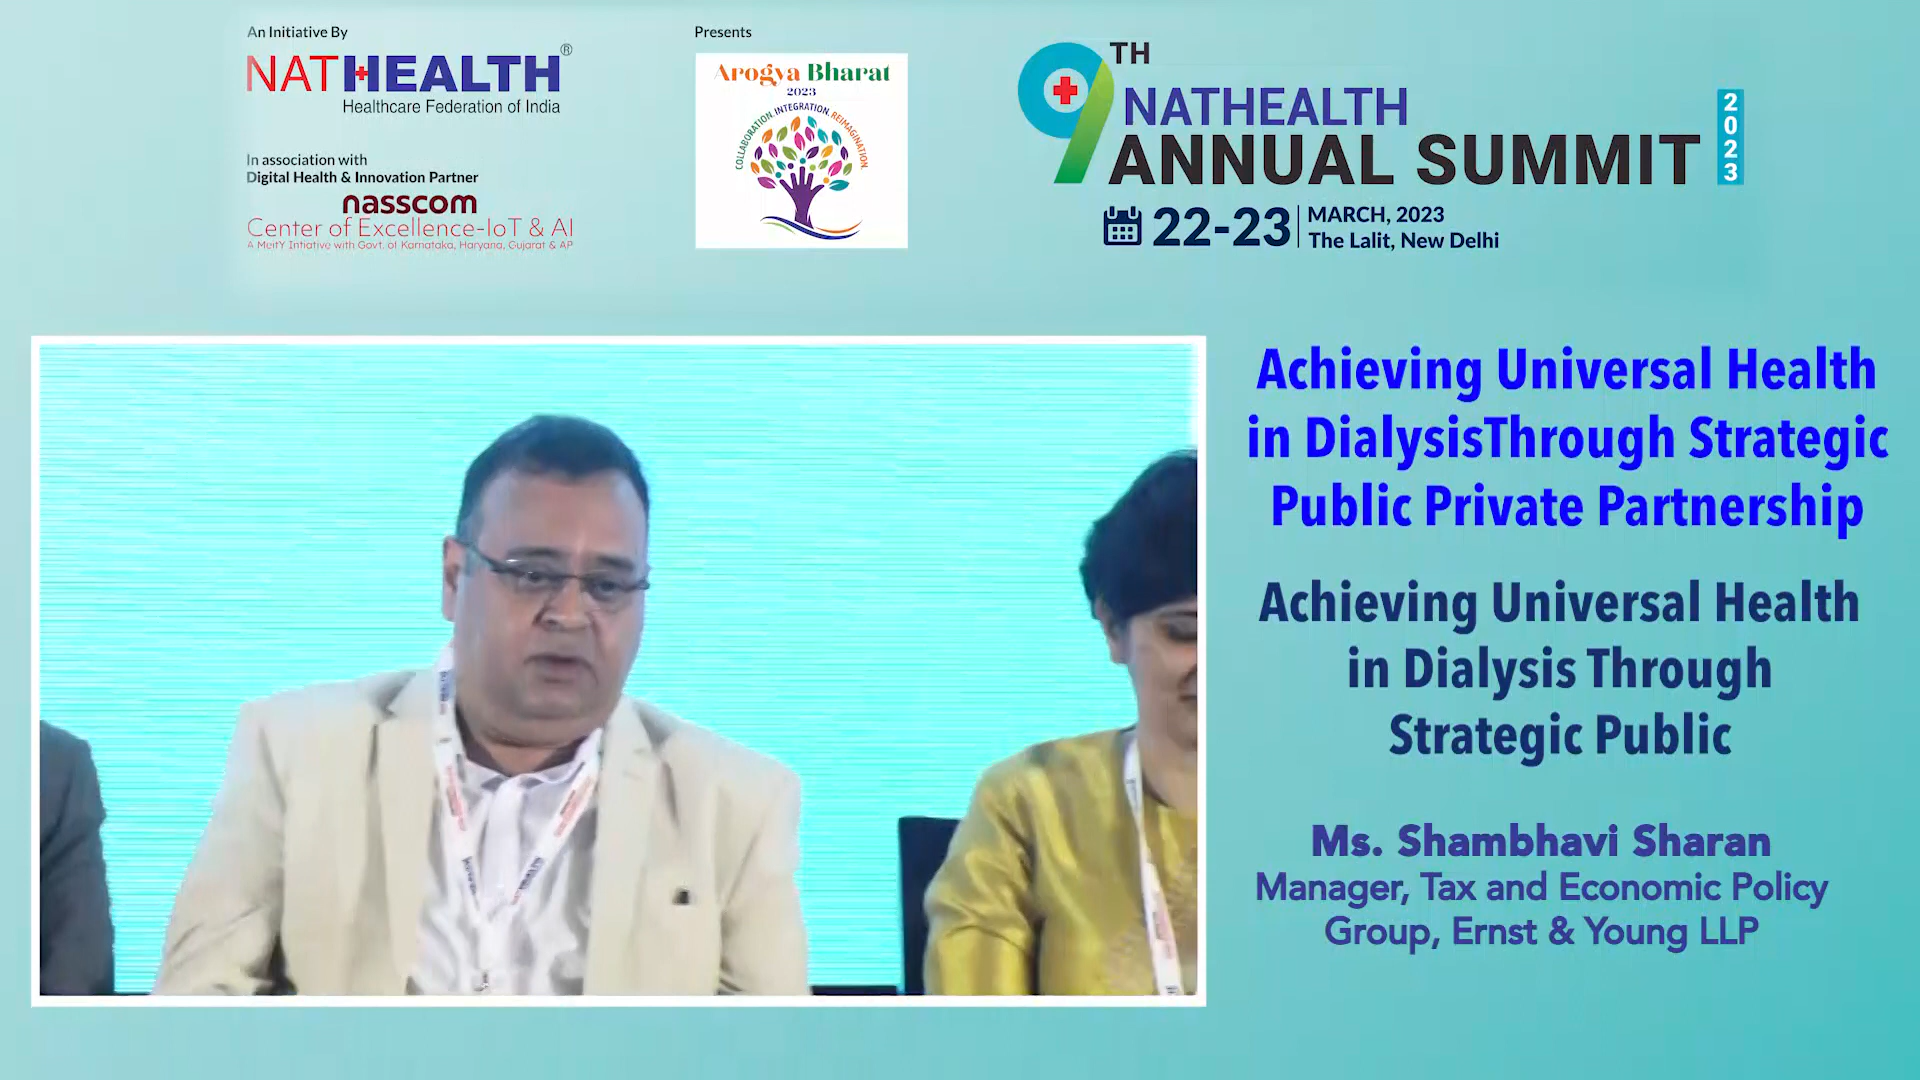 An Initiative By
NATHEALTH®
Healthcare Federation of India
In association with
Digital Health & Innovation Partner
nasscom
Center of Excellence-IoT & AI
A MeitY Initiative with Govt. of Karnataka, Haryana, Gujarat & AP
Presents
Arogya Bharat
2023
COLLABORATION. INTEGRATION. REIMAGINATION.
9TH
NATHEALTH
ANNUAL SUMMIT
2023
22-23
MARCH, 2023
The Lalit, New Delhi
Achieving Universal Health
in DialysisThrough Strategic
Public Private Partnership
Achieving Universal Health
in Dialysis Through
Strategic Public
Ms. Shambhavi Sharan
Manager, Tax and Economic Policy
Group, Ernst & Young LLP